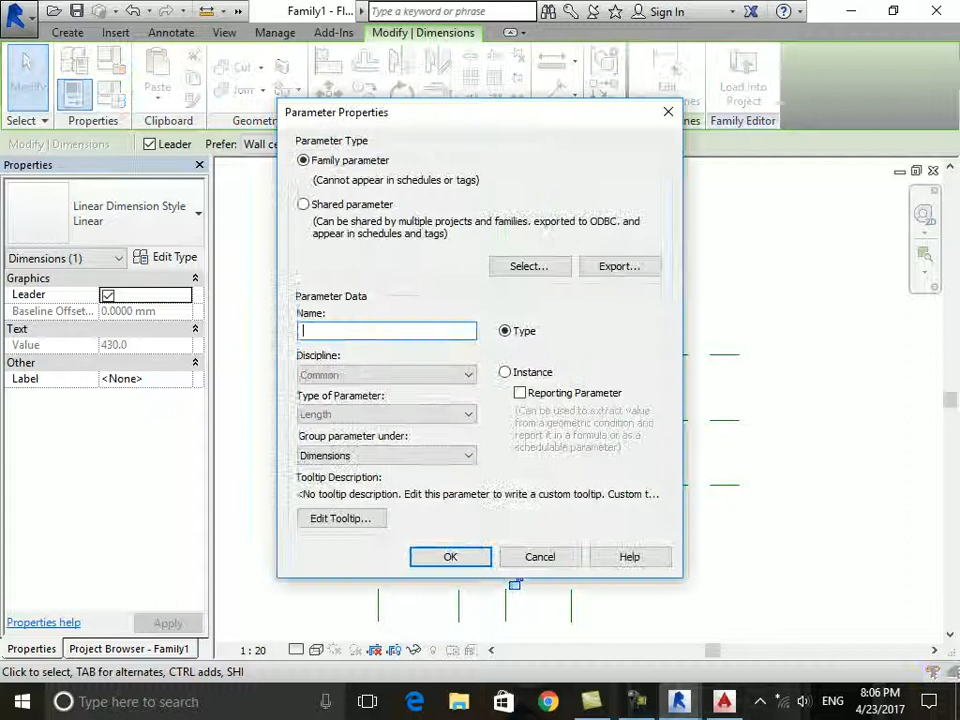 Family1 - Fl...
Type a keyword or phrase
Sign In
Create Insert Annotate View Manage Add-Ins Modify | Dimensions
Modify
Paste
Cut
Join
Edit
Load into
Project
Select Properties Clipboard Family Editor
Modify | Dimensions Leader Prefer:
Properties
Linear Dimension Style
Linear
Dimensions (1) Edit Type
Graphics
Leader
Baseline Offset... 0.0000 mm
Text
Value 430.0
Other
Label <None>
Properties help Apply
Properties Project Browser - Family1
Parameter Properties
Parameter Type
Family parameter
(Cannot appear in schedules or tags)
Shared parameter
(Can be shared by multiple projects and families, exported to ODBC, and
appear in schedules and tags)
Select... Export...
Parameter Data
Name:
Type
Discipline:
Common
Instance
Type of Parameter:
Reporting Parameter
Length
(Can be used to extract value
from a geometric condition and
report it in a formula or as a
schedulable parameter)
Group parameter under:
Dimensions
Tooltip Description:
<No tooltip description. Edit this parameter to write a custom tooltip. Custom t...
Edit Tooltip...
OK Cancel Help
1 : 20
Click to select, TAB for alternates, CTRL adds, SHI
Type here to search
ENG
8:06 PM
4/23/2017